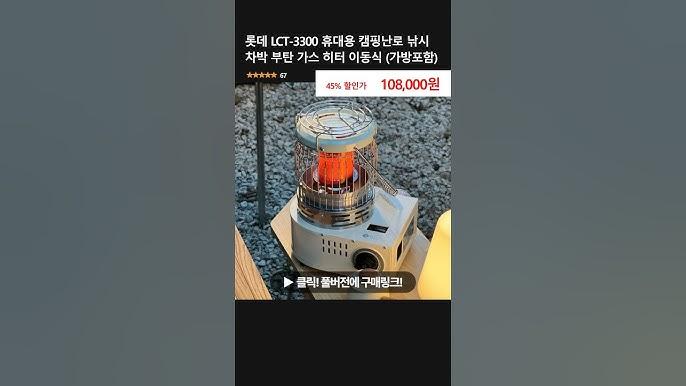 롯데 LCT-3300 휴대용 캠핑난로 낚시
차박 부탄 가스 히터 이동식 (가방포함)
★★★★★ 67
45% 할인가 108,000원
▶ 클릭! 풀버전에 구매링크!